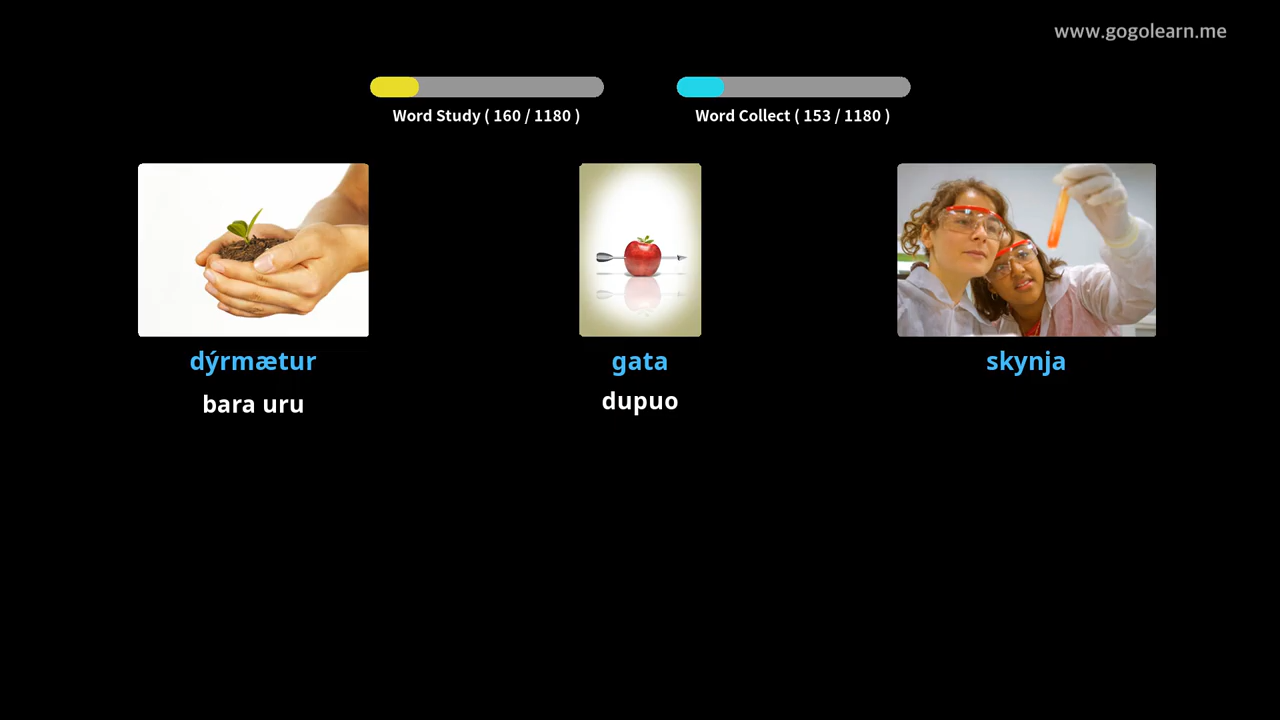 www.gogolearn.me
Word Study ( 160 / 1180 )
Word Collect ( 153 / 1180 )
dýrmætur
gata
skynja
bara uru
dupuo